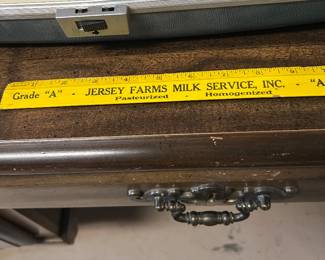 Grade "A" - JERSEY FARMS MILK SERVICE, INC. - "A
Pasteurized - Homogenized